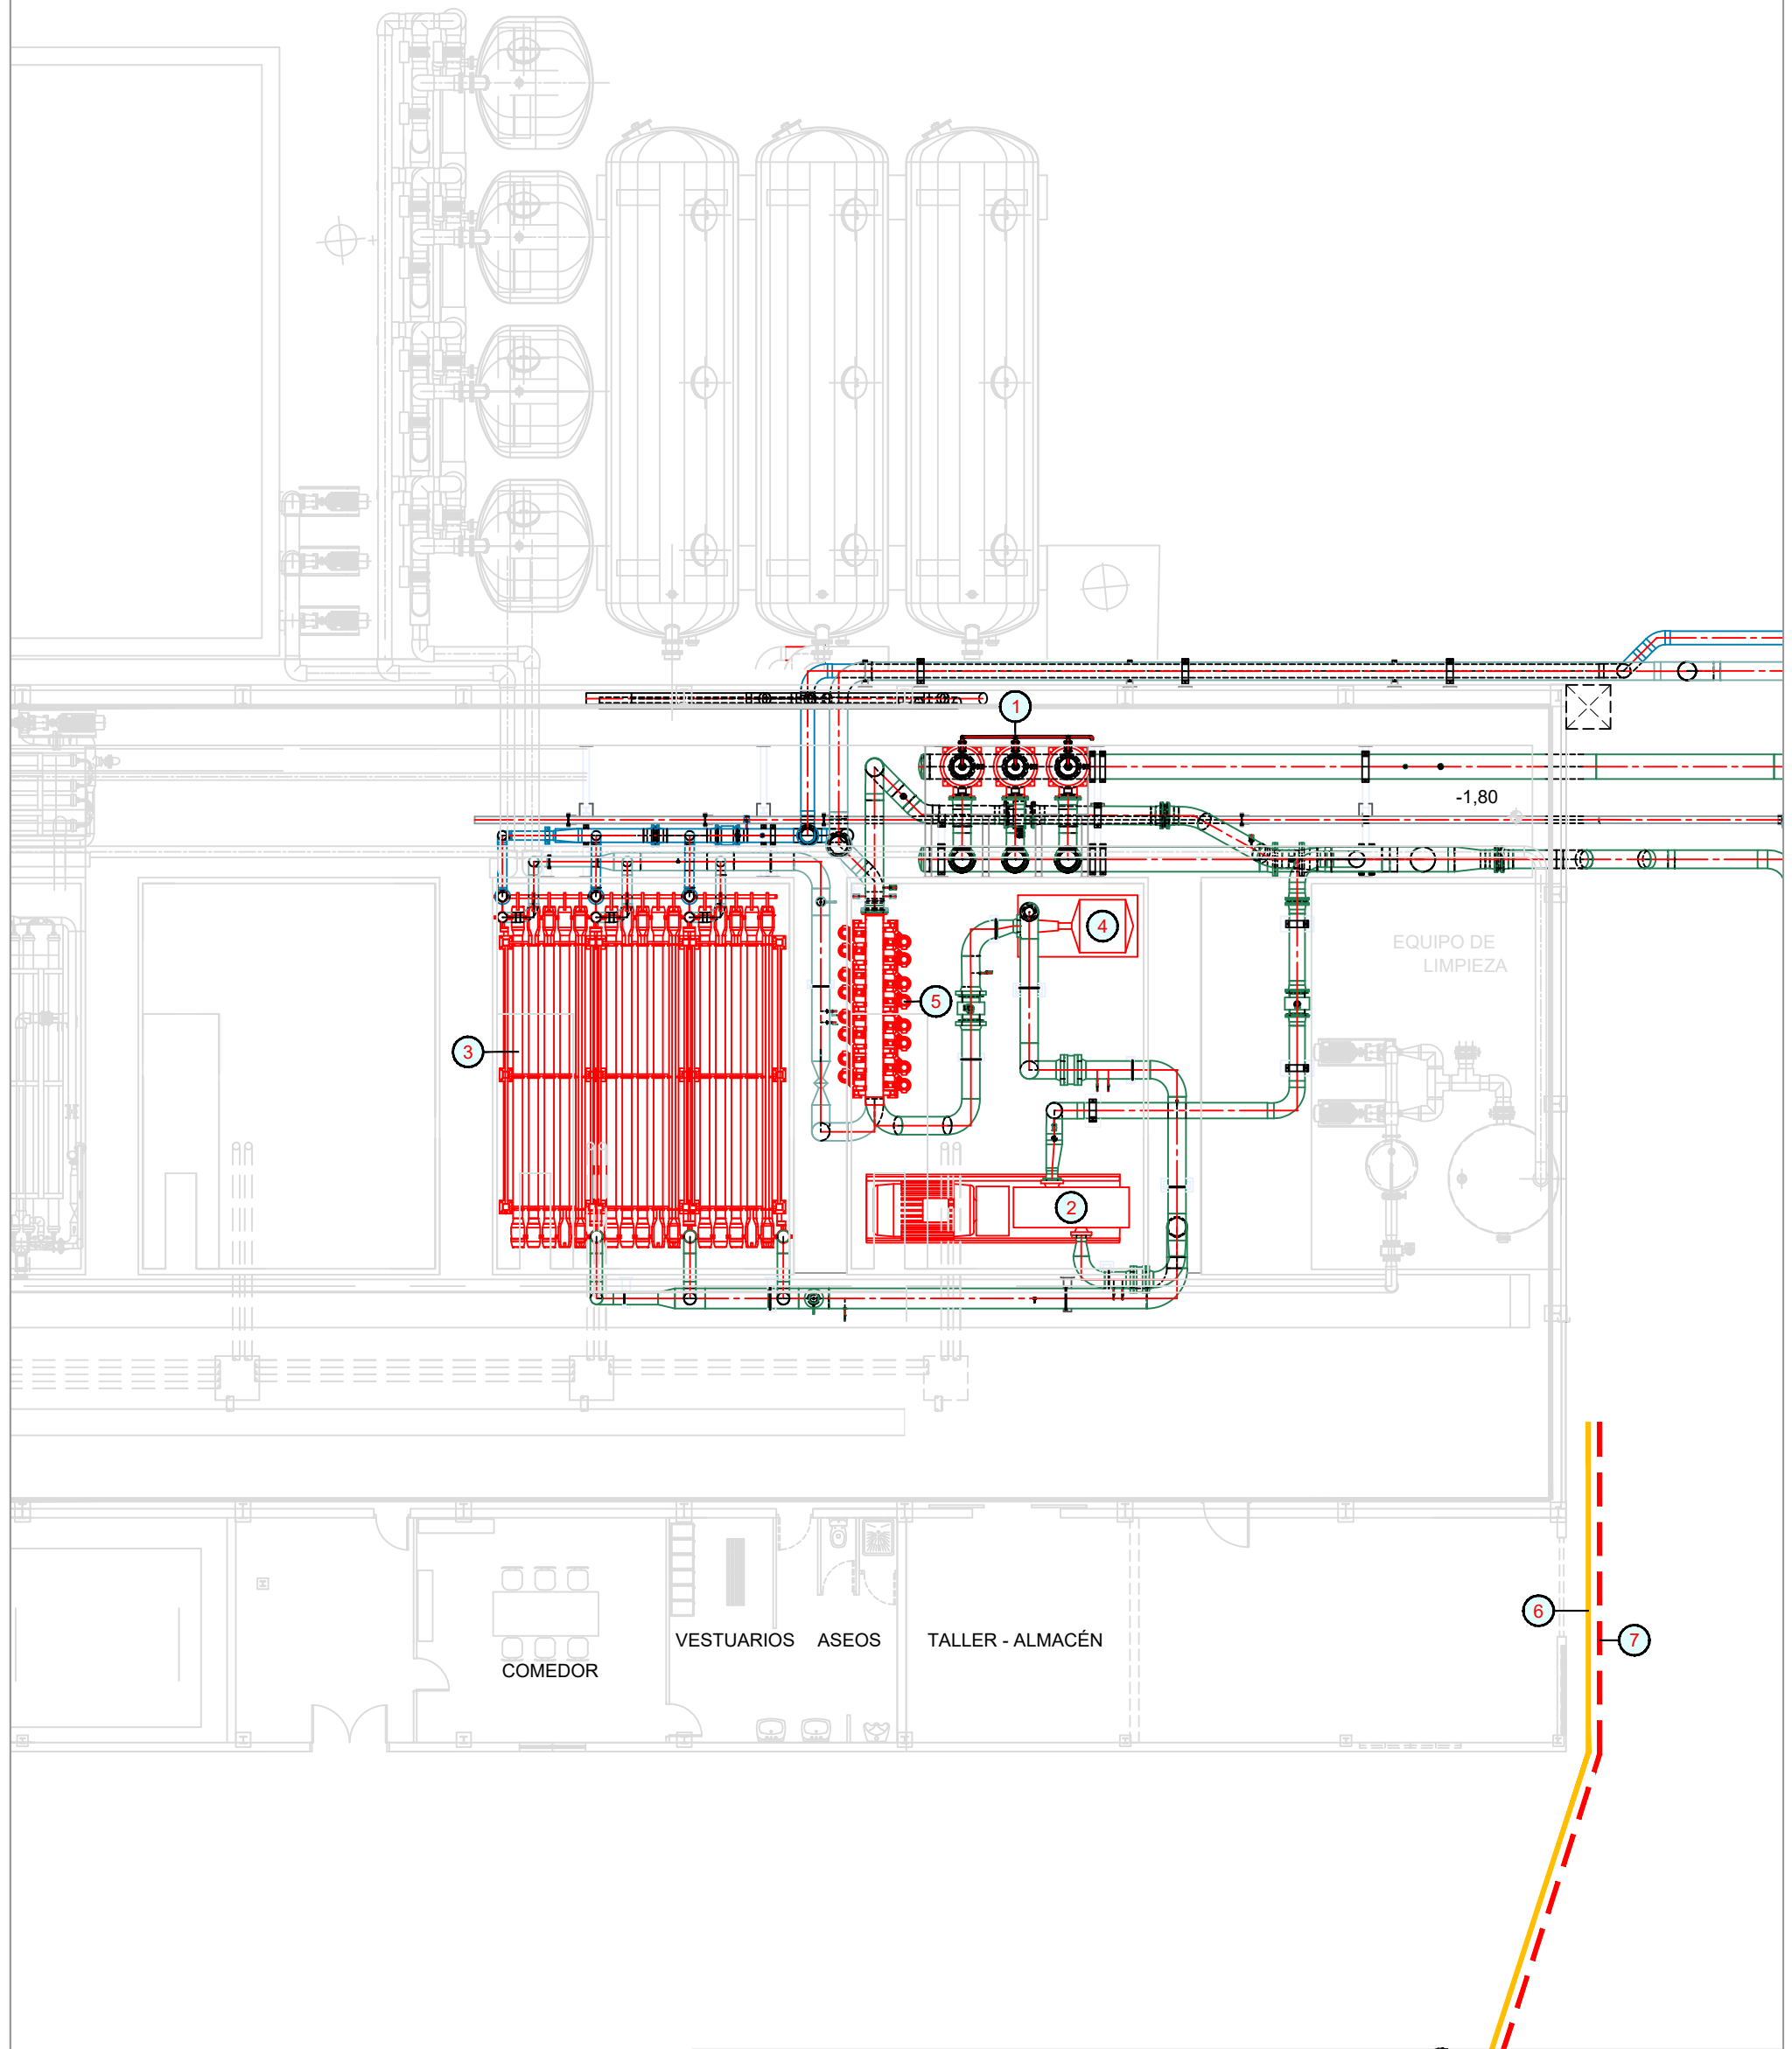 1
-1,80
4
EQUIPO DE
LIMPIEZA
5
3
2
6
VESTUARIOS
ASEOS
TALLER - ALMACÉN
7
COMEDOR